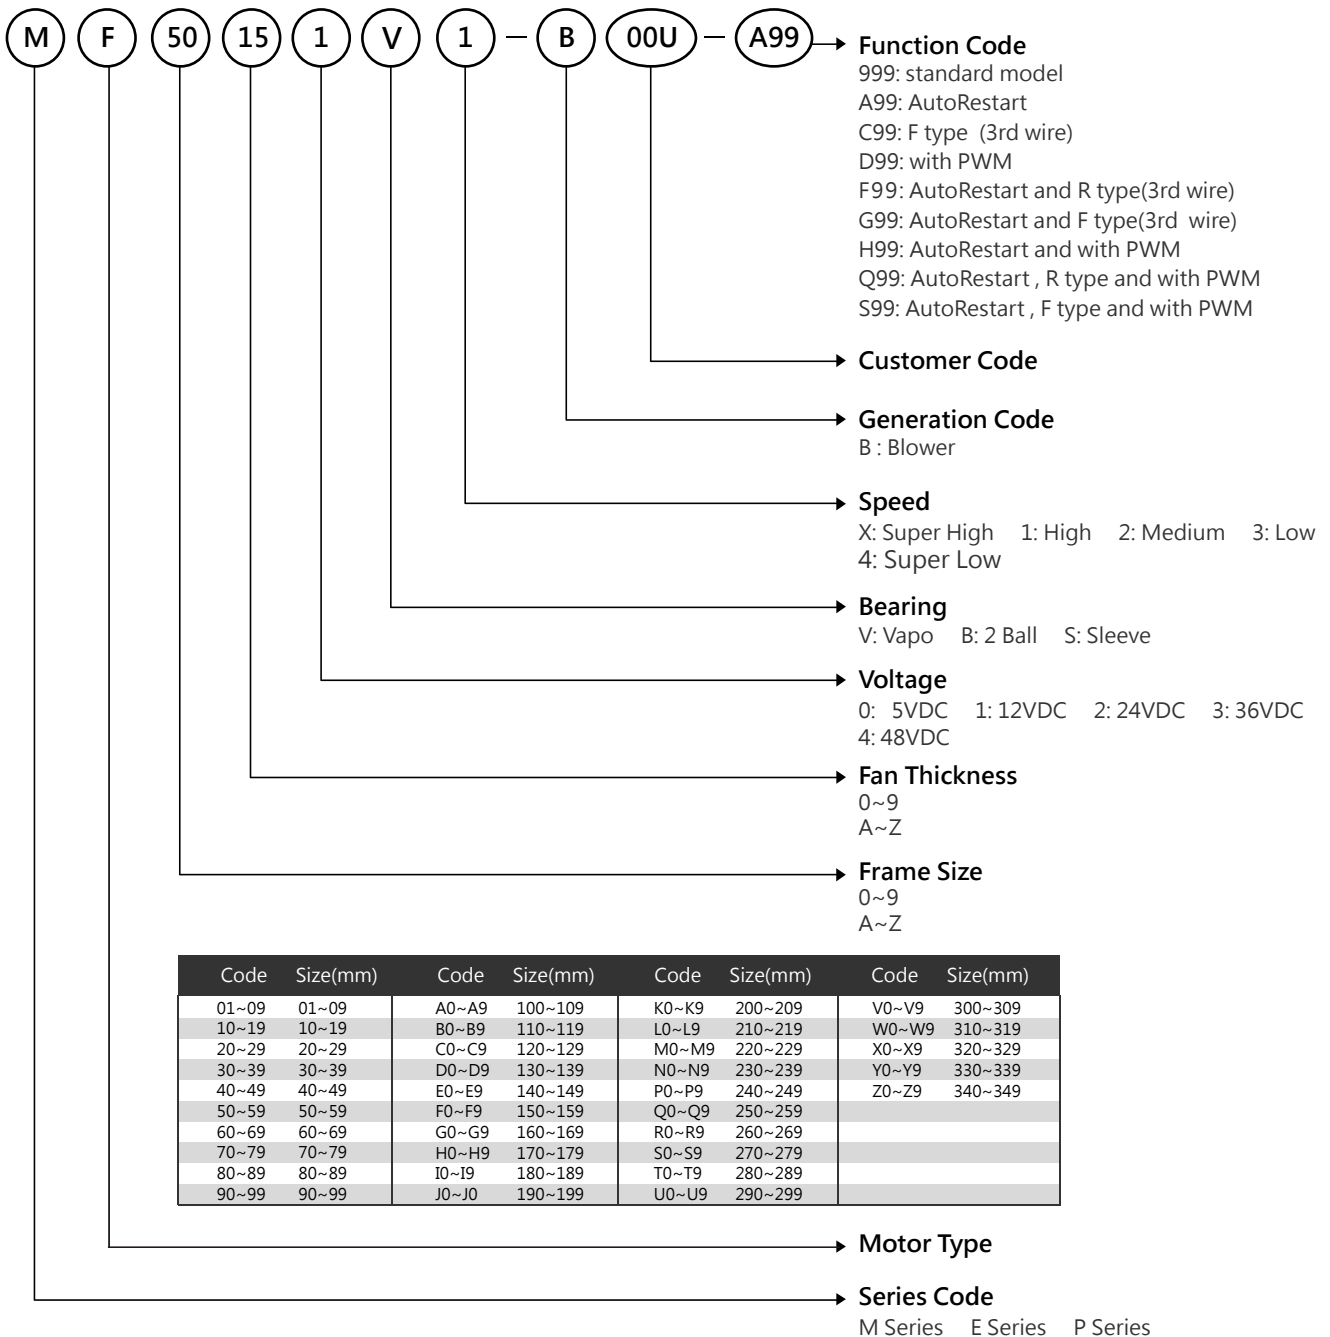 M F 50 15 1 V 1 – B 00U – A99
Function Code
999: standard model
A99: AutoRestart
C99: F type (3rd wire)
D99: with PWM
F99: AutoRestart and R type(3rd wire)
G99: AutoRestart and F type(3rd wire)
H99: AutoRestart and with PWM
Q99: AutoRestart , R type and with PWM
S99: AutoRestart , F type and with PWM
Customer Code
Generation Code
B : Blower
Speed
X: Super High 1: High 2: Medium 3: Low
4: Super Low
Bearing
V: Vapo B: 2 Ball S: Sleeve
Voltage
0: 5VDC 1: 12VDC 2: 24VDC 3: 36VDC
4: 48VDC
Fan Thickness
0~9
A~Z
Frame Size
0~9
A~Z
Code Size(mm) Code Size(mm) Code Size(mm) Code Size(mm)
01~09 01~09 A0~A9 100~109 K0~K9 200~209 V0~V9 300~309
10~19 10~19 B0~B9 110~119 L0~L9 210~219 W0~W9 310~319
20~29 20~29 C0~C9 120~129 M0~M9 220~229 X0~X9 320~329
30~39 30~39 D0~D9 130~139 N0~N9 230~239 Y0~Y9 330~339
40~49 40~49 E0~E9 140~149 P0~P9 240~249 Z0~Z9 340~349
50~59 50~59 F0~F9 150~159 Q0~Q9 250~259
60~69 60~69 G0~G9 160~169 R0~R9 260~269
70~79 70~79 H0~H9 170~179 S0~S9 270~279
80~89 80~89 I0~I9 180~189 T0~T9 280~289
90~99 90~99 J0~J0 190~199 U0~U9 290~299
Motor Type
Series Code
M Series E Series P Series